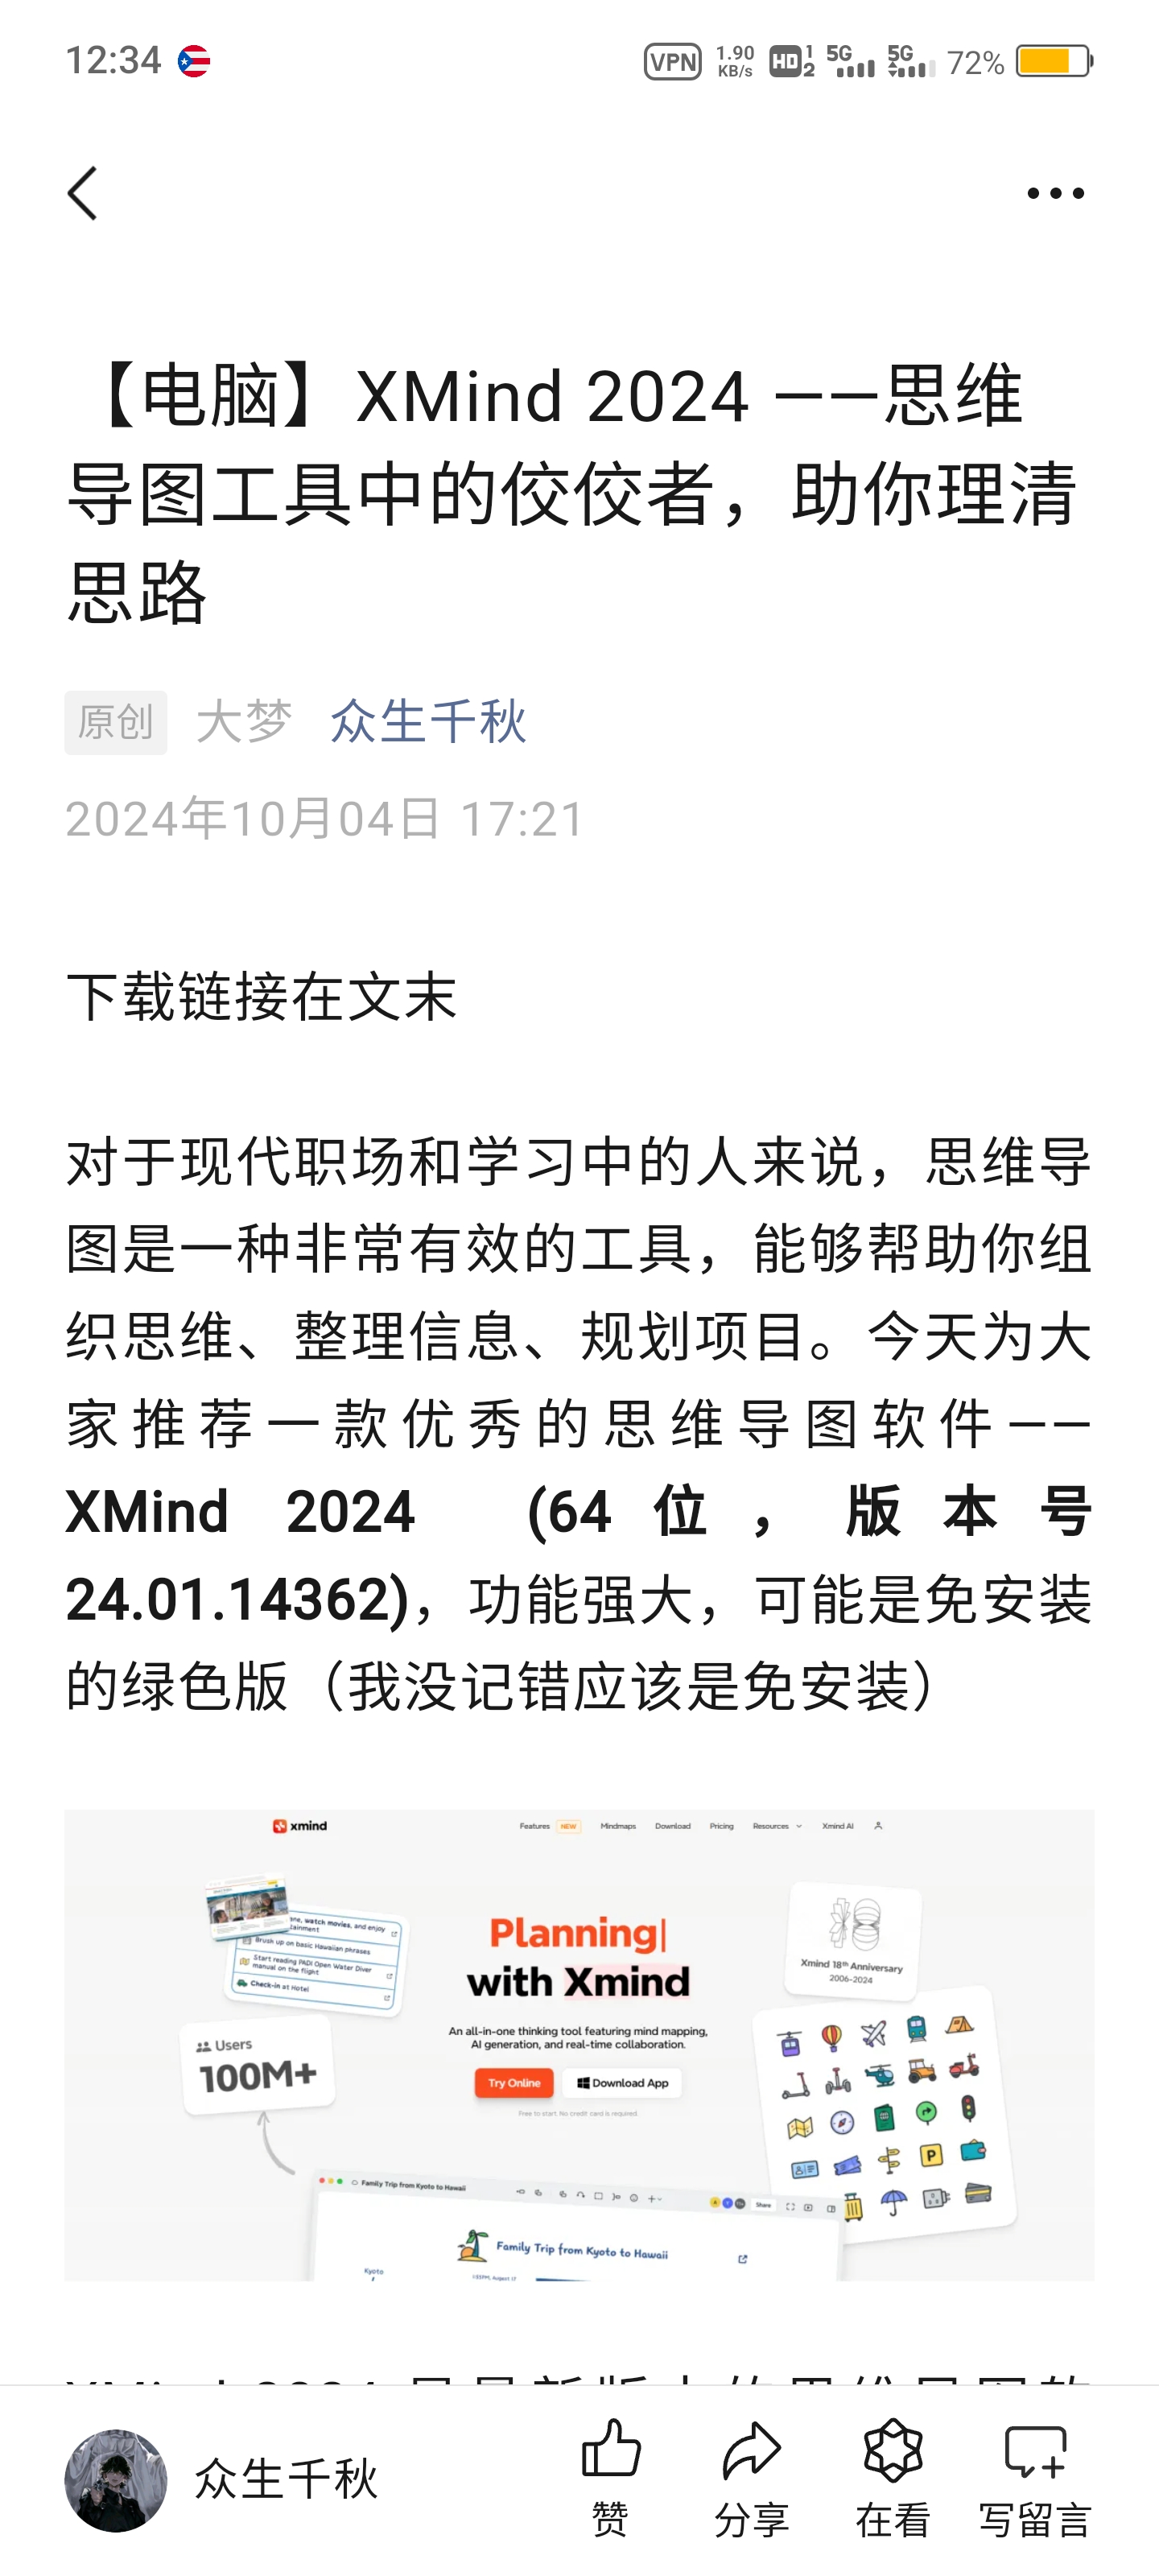 12:34
VPN 1.90 KB/s HD 1 2 5G 5G 72%
【电脑】XMind 2024 ——思维
导图工具中的佼佼者，助你理清
思路
原创 大梦 众生千秋
2024年10月04日 17:21
下载链接在文末
对于现代职场和学习中的人来说，思维导
图是一种非常有效的工具，能够帮助你组
织思维、整理信息、规划项目。今天为大
家推荐一款优秀的思维导图软件——
XMind 2024 (64位，版本号
24.01.14362)，功能强大，可能是免安装
的绿色版（我没记错应该是免安装）
xmind Features NEW Mindmaps Download Pricing Resources Xmind AI
watch movies, and enjoy
Brush up on basic Hawaiian phrases
Start reading PADI Open Water Diver
manual on the flight
Check-in at Hotel
Users
100M+
Planning
with Xmind
An all-in-one thinking tool featuring mind mapping,
AI generation, and real-time collaboration.
Try Online Download App
Free to start. No credit card is required.
Xmind 18th Anniversary
2006-2024
P
Family Trip from Kyoto to Hawaii Share
Family Trip from Kyoto to Hawaii
Kyoto
众生千秋
赞 分享 在看 写留言